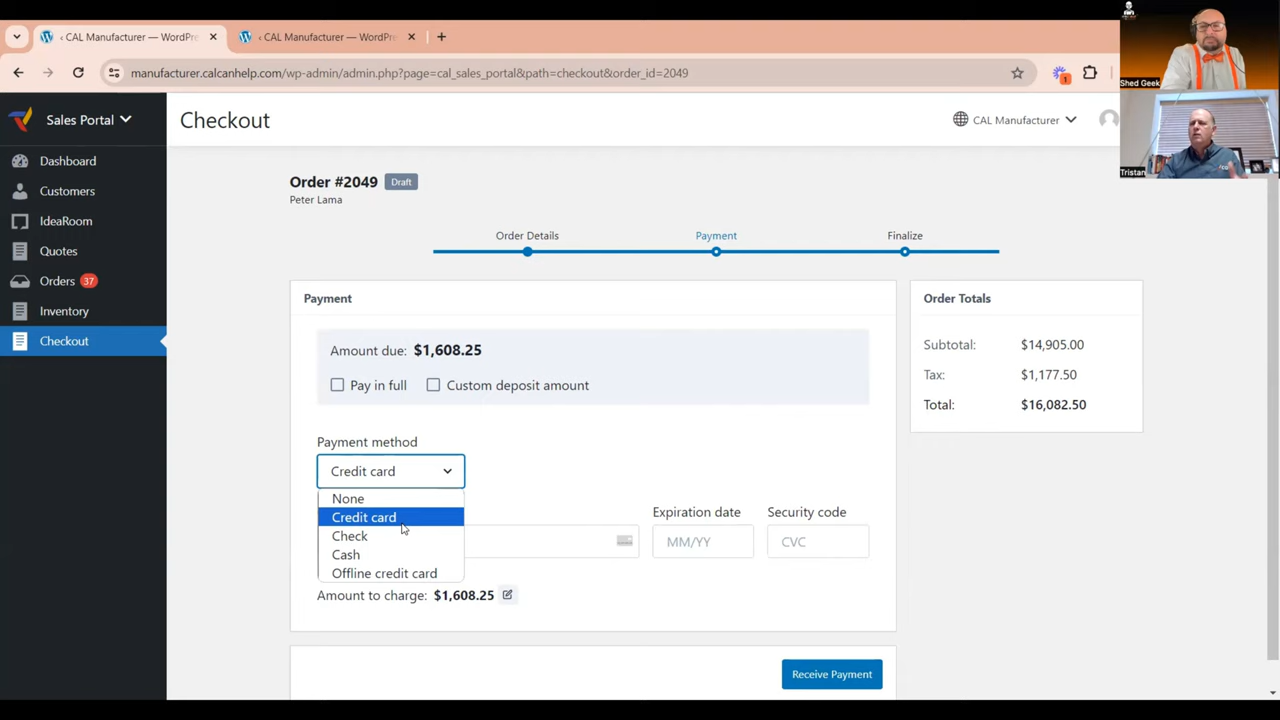 ‹ CAL Manufacturer — WordPre
‹ CAL Manufacturer — WordPre
manufacturer.calcanhelp.com/wp-admin/admin.php?page=cal_sales_portal&path=checkout&order_id=2049
1
Shed Geek
Tristan
Sales Portal
Checkout
CAL Manufacturer
Dashboard
Customers
IdeaRoom
Quotes
Orders 37
Inventory
Checkout
Order #2049 Draft
Peter Lama
Order Details Payment Finalize
Payment
Amount due: $1,608.25
Pay in full Custom deposit amount
Payment method
Credit card
None
Credit card
Check
Cash
Offline credit card
Expiration date Security code
MM/YY CVC
Amount to charge: $1,608.25
Receive Payment
Order Totals
Subtotal: $14,905.00
Tax: $1,177.50
Total: $16,082.50